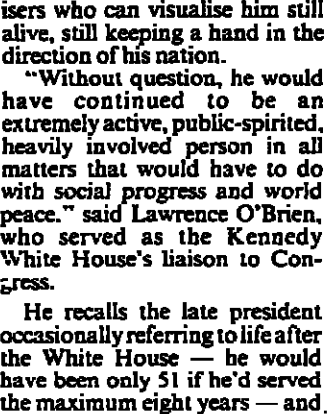 isers who can visualise him still
alive, still keeping a hand in the
direction of his nation.
"Without question, he would
have continued to be an
extremely active, public-spirited,
heavily involved person in all
matters that would have to do
with social progress and world
peace." said Lawrence O'Brien,
who served as the Kennedy
White House's liaison to Con-
gress.
He recalls the late president
occasionally referring to life after
the White House — he would
have been only 51 if he'd served
the maximum eight years — and